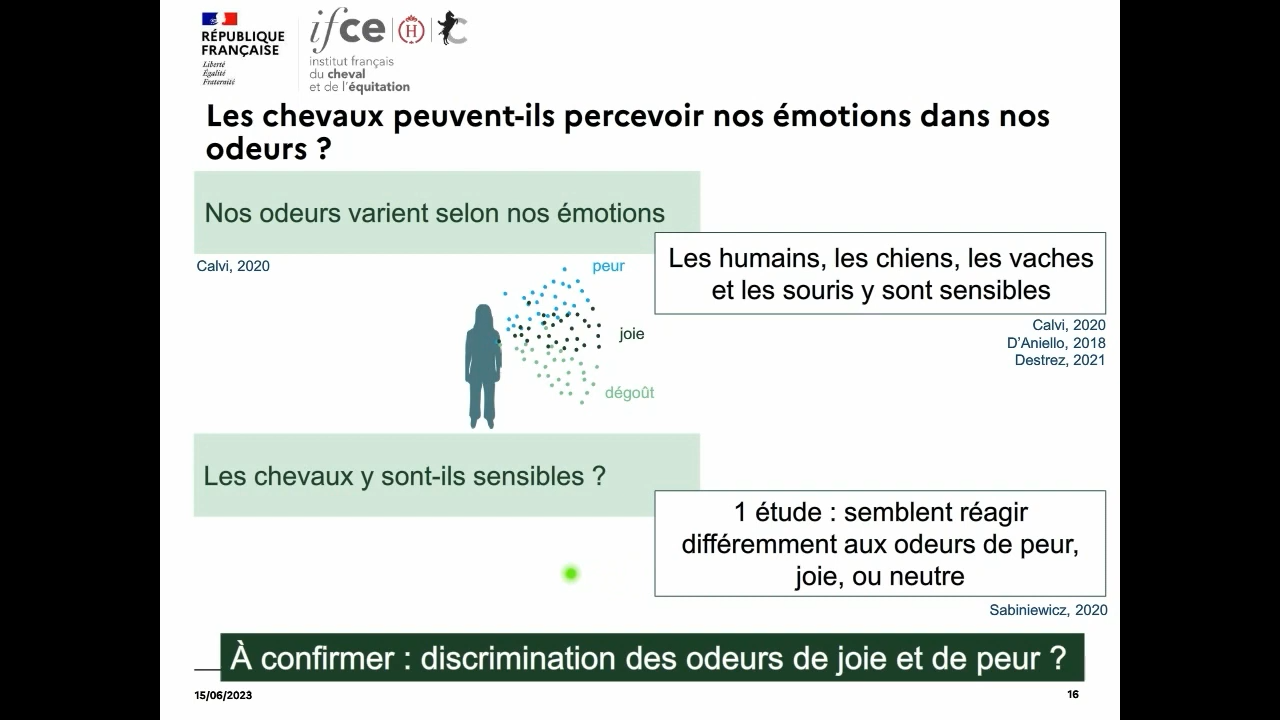 RÉPUBLIQUE
FRANÇAISE
Liberté
Égalité
Fraternité
ifce
H
institut français
du cheval
et de l'équitation
Les chevaux peuvent-ils percevoir nos émotions dans nos
odeurs ?
Nos odeurs varient selon nos émotions
Calvi, 2020
peur
joie
dégoût
Les humains, les chiens, les vaches
et les souris y sont sensibles
Calvi, 2020
D'Aniello, 2018
Destrez, 2021
Les chevaux y sont-ils sensibles ?
1 étude : semblent réagir
différemment aux odeurs de peur,
joie, ou neutre
Sabiniewicz, 2020
À confirmer : discrimination des odeurs de joie et de peur ?
15/06/2023
16